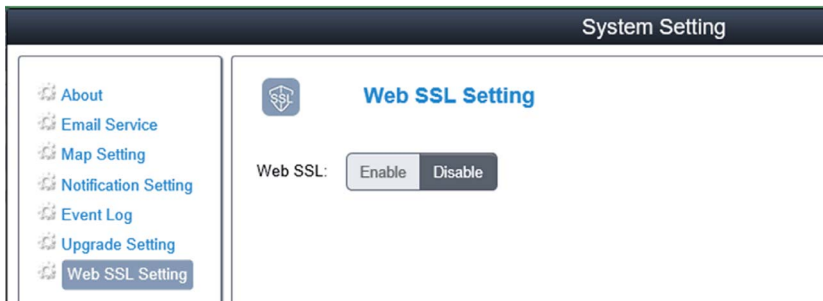 System Setting
About
Email Service
Map Setting
Notification Setting
Event Log
Upgrade Setting
Web SSL Setting
SSL
Web SSL Setting
Web SSL: Enable Disable